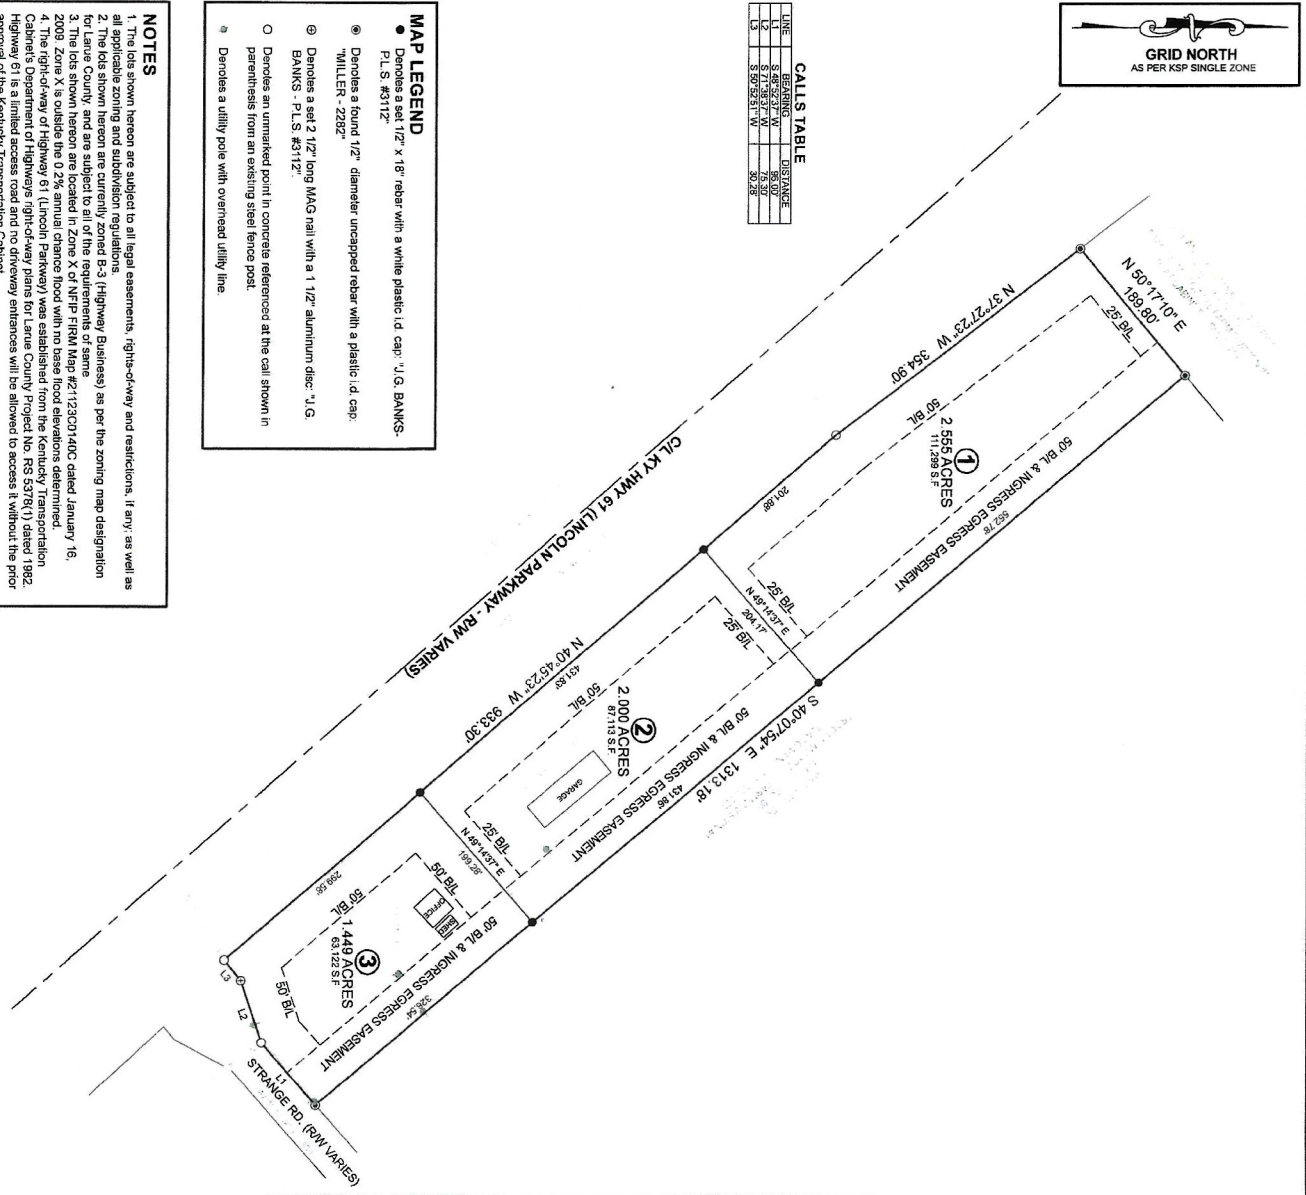 GRID NORTH
AS PER KSP SINGLE ZONE
CALLS TABLE
LINE BEARING DISTANCE
L1 S 48°52'37" W 95.00'
L2 S 71°38'37" W 75.30'
L3 S 50°52'51" W 30.28'
MAP LEGEND
Denotes a set 1/2" x 18" rebar with a white plastic i.d. cap: "J.G. BANKS-
P.L.S. #3112"
Denotes a found 1/2" diameter uncapped rebar with a plastic i.d. cap:
"MILLER - 2282"
Denotes a set 2 1/2" long MAG nail with a 1 1/2" aluminum disc: "J.G.
BANKS - P.L.S. #3112".
Denotes an unmarked point in concrete referenced at the call shown in
parenthesis from an existing steel fence post.
Denotes a utility pole with overhead utility line.
NOTES
1. The lots shown hereon are subject to all legal easements, rights-of-way and restrictions, if any; as well as
all applicable zoning and subdivision regulations.
2. The lots shown hereon are currently zoned B-3 (Highway Business) as per the zoning map designation
for Larue County, and are subject to all of the requirements of same
3. The lots shown hereon are located in Zone X of NFIP FIRM Map #21123C0140C dated January 16,
2009. Zone X is outside the 0.2% annual chance flood with no base flood elevations determined.
4. The right-of-way of Highway 61 (Lincoln Parkway) was established from the Kentucky Transportation
Cabinet's Department of Highways right-of-way plans for Larue County Project No. RS 5378(1) dated 1982.
Highway 61 is a limited access road and no driveway entrances will be allowed to access it without the prior
approval of the Kentucky Transportation Cabinet.
N 50°17'10" E
189.80'
25' B/L
N 37°27'23" W 354.90'
50' B/L
1
2.555 ACRES
111,299 S.F.
50' B/L & INGRESS EGRESS EASEMENT
552.78'
201.88'
25' B/L
N 49°14'37" E
204.17'
25' B/L
C/L KY HWY 61 (LINCOLN PARKWAY - R/W VARIES)
S 40°07'54" E 1313.18'
N 40°45'23" W 933.30'
431.83'
50' B/L
2
2.000 ACRES
87,113 S.F.
GARAGE
50' B/L & INGRESS EGRESS EASEMENT
431.86'
25' B/L
N 49°14'37" E
199.28'
50' B/L
OFFICE
SHED
299.58'
50' B/L
3
1.449 ACRES
63,122 S.F.
50' B/L & INGRESS EGRESS EASEMENT
328.54'
50' B/L
L3
L2
L1
STRANGE RD. (R/W VARIES)